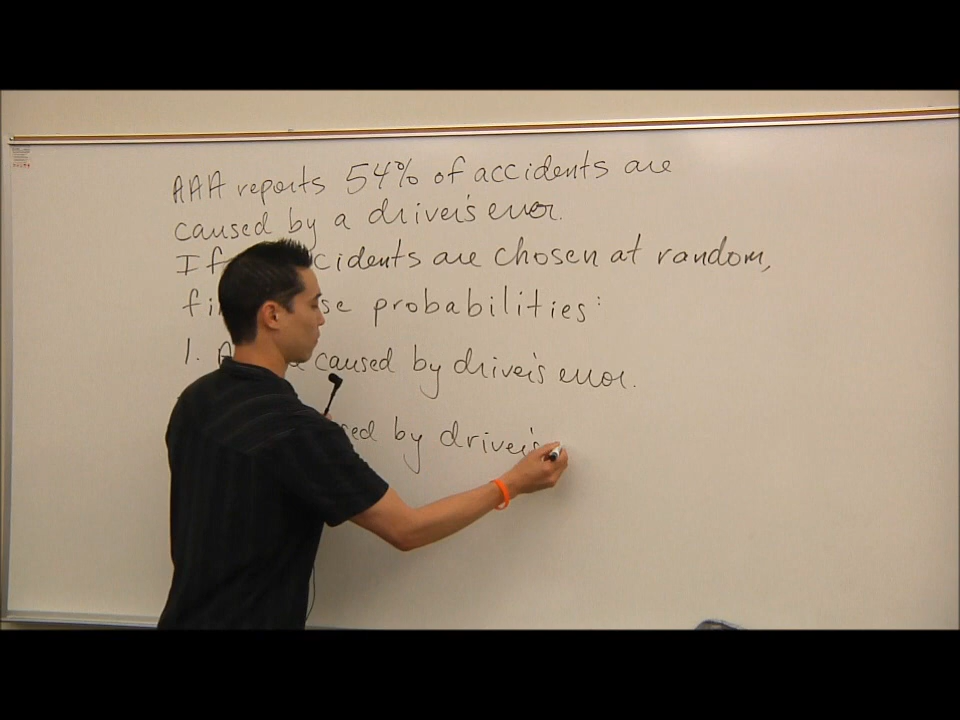 AAA reports 54% of accidents are
caused by a driver's error.
If cidents are chosen at random,
fi se probabilities:
1. A caused by driver's error.
sed by driver's